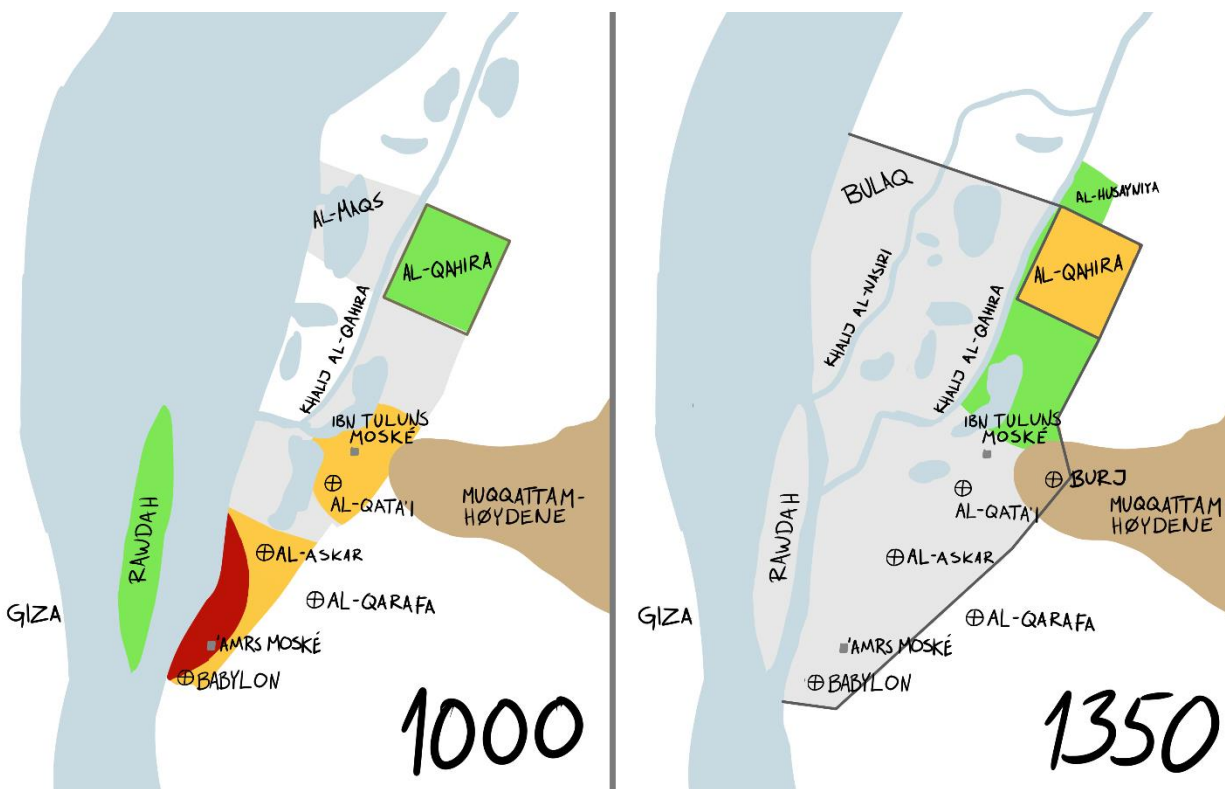 AL-MAQS
AL-QAHIRA
KHALIJ AL-QAHIRA
IBN TULUNS
MOSKÉ
AL-QATA'I
MUQQATTAM-
HØYDENE
RAWDAH
AL-ASKAR
AL-QARAFA
GIZA
'AMRS MOSKÉ
BABYLON
1000
BULAQ
AL-HUSAYNIYA
AL-QAHIRA
KHALIJ AL-NASIRI
KHALIJ AL-QAHIRA
IBN TULUNS
MOSKÉ
BURJ
AL-QATA'I
MUQQATTAM
HØYDENE
RAWDAH
AL-ASKAR
AL-QARAFA
GIZA
'AMRS MOSKÉ
BABYLON
1350